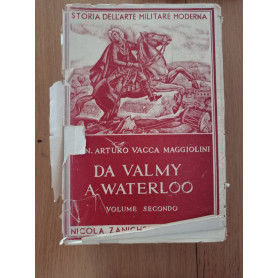 STORIA DELL'ARTE MILITARE MODERNA
N. ARTURO VACCA MAGGIOLINI
DA VALMY
A WATERLOO
VOLUME SECONDO
NICOLA ZANICH